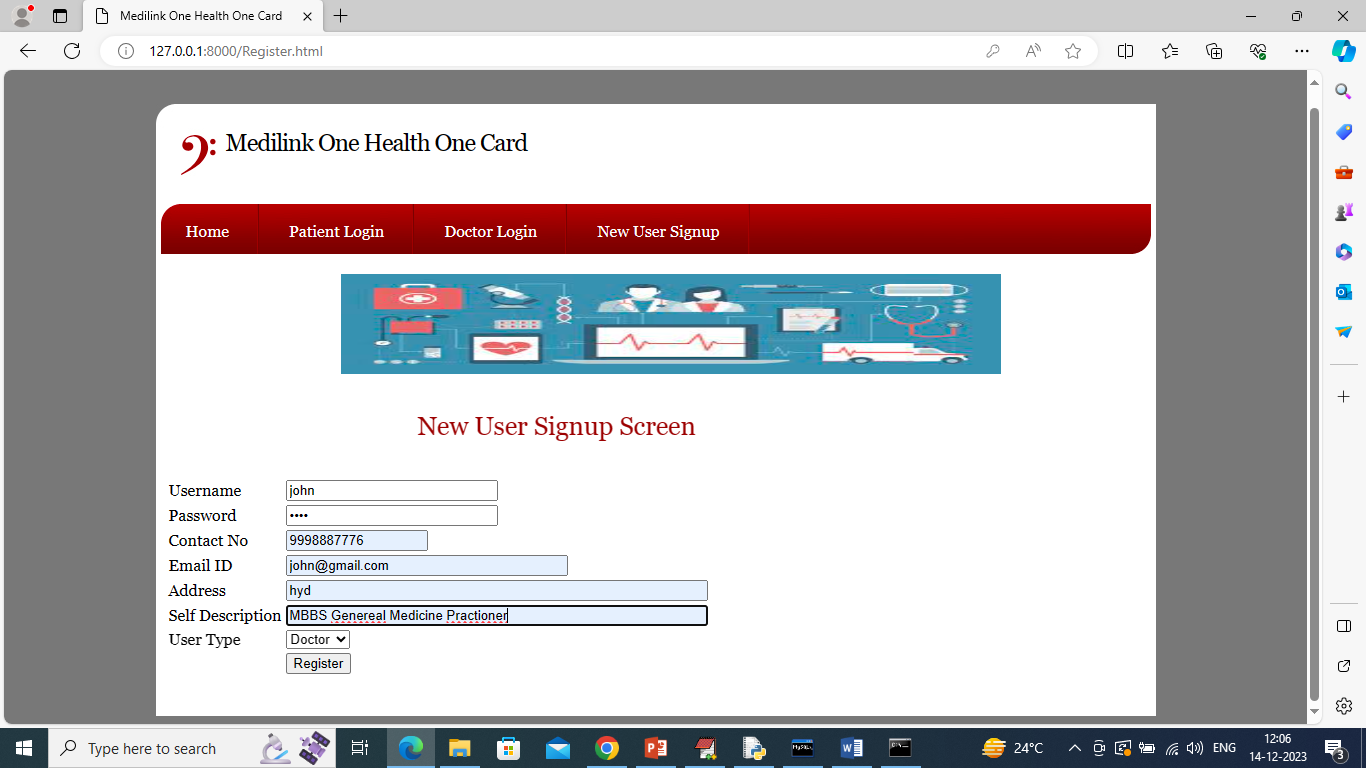 Medilink One Health One Card
127.0.0.1:8000/Register.html
Medilink One Health One Card
Home Patient Login Doctor Login New User Signup
New User Signup Screen
Username john
Password ••••
Contact No 9998887776
Email ID john@gmail.com
Address hyd
Self Description MBBS Genereal Medicine Practioner
User Type Doctor
Register
Type here to search 24°C ENG 12:06
14-12-2023 3